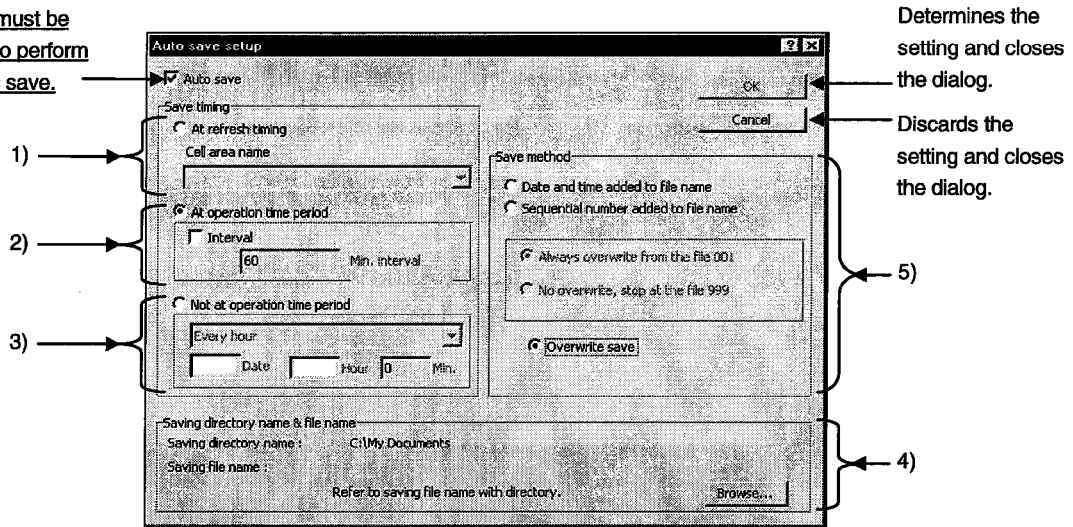 must be
o perform
save.
Auto save setup
Auto save
OK
Cancel
Determines the
setting and closes
the dialog.
Discards the
setting and closes
the dialog.
Save timing
1)
At refresh timing
Cell area name
2)
At operation time period
Interval
60 Min. interval
3)
Not at operation time period
Every hour
Date Hour 0 Min.
Save method
Date and time added to file name
Sequential number added to file name
Always overwrite from the file 001
No overwrite, stop at the file 999
Overwrite save
5)
Saving directory name & file name
Saving directory name : C:\My Documents
Saving file name :
Refer to saving file name with directory.
Browse...
4)